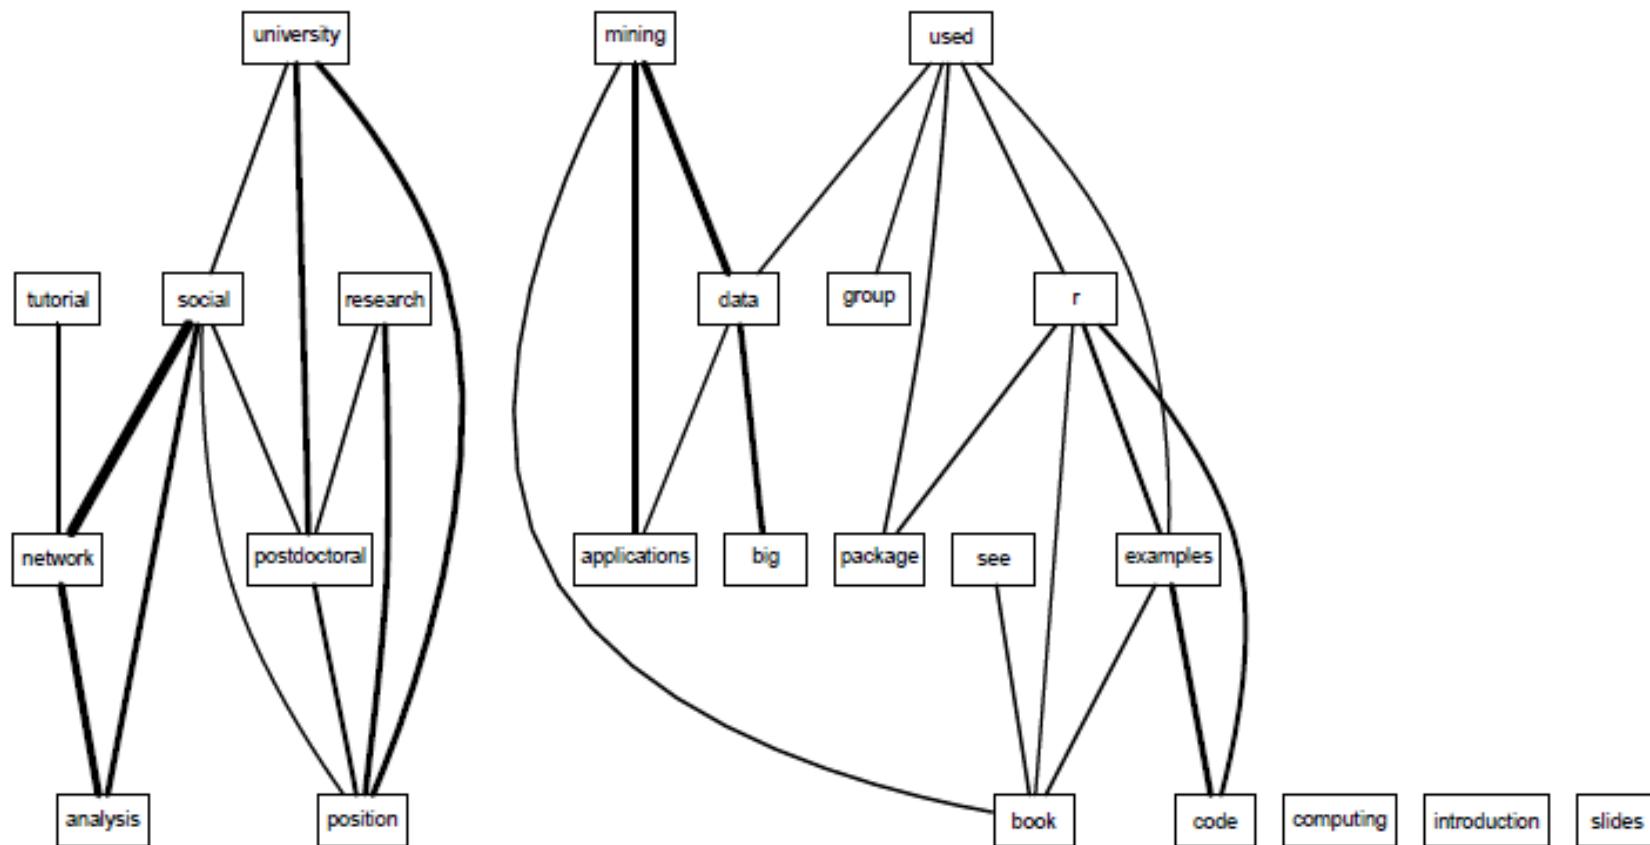 university
mining
used
tutorial
social
research
data
group
r
network
postdoctoral
applications
big
package
see
examples
analysis
position
book
code
computing
introduction
slides